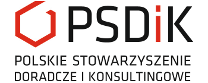 PSDiK
POLSKIE STOWARZYSZENIE
DORADCZE I KONSULTINGOWE